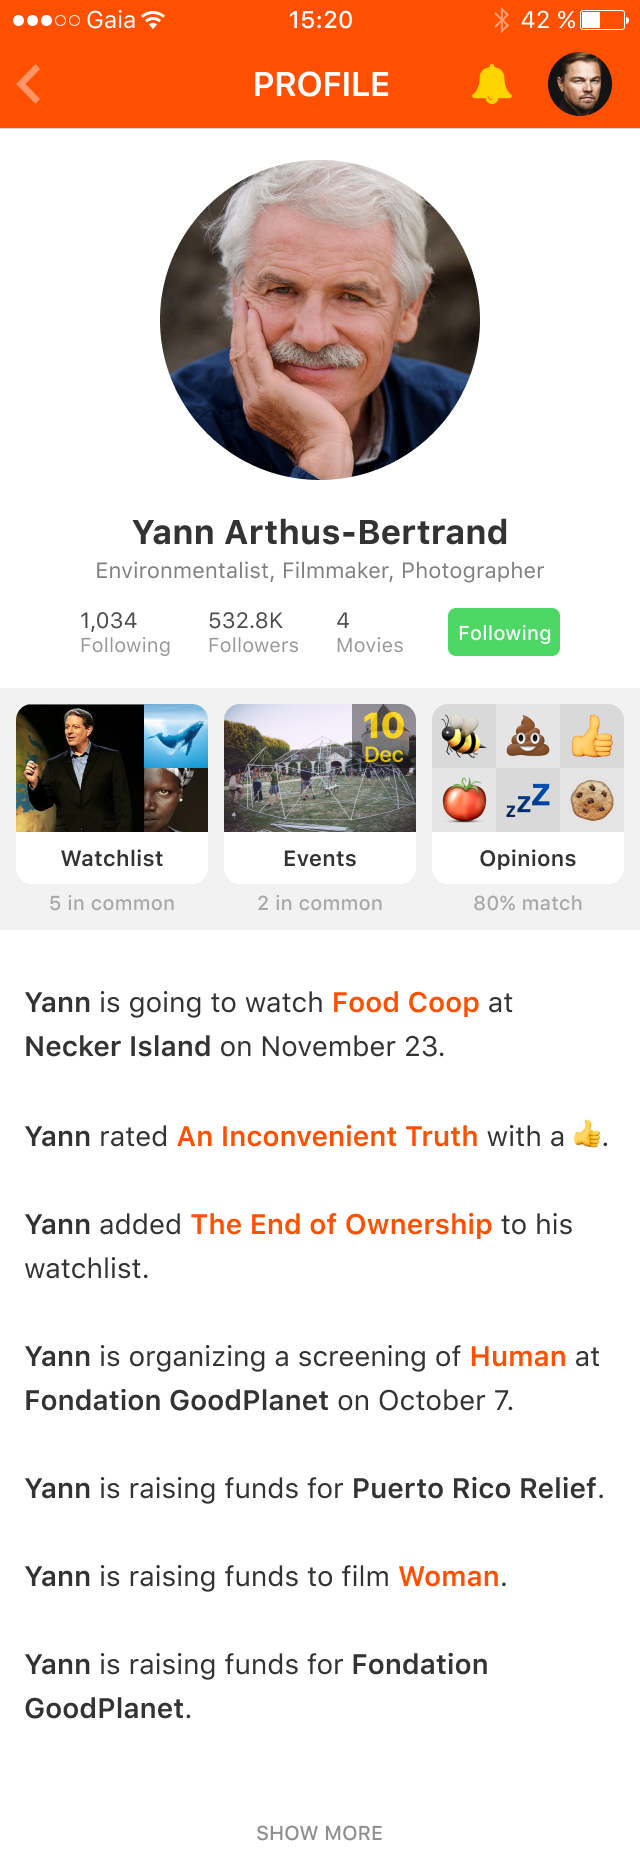 Gaia 15:20 42 %
PROFILE
Yann Arthus-Bertrand
Environmentalist, Filmmaker, Photographer
1,034 532.8K 4
Following Followers Movies Following
10
Dec
zzZ
Watchlist Events Opinions
5 in common 2 in common 80% match
Yann is going to watch Food Coop at
Necker Island on November 23.
Yann rated An Inconvenient Truth with a 👍.
Yann added The End of Ownership to his
watchlist.
Yann is organizing a screening of Human at
Fondation GoodPlanet on October 7.
Yann is raising funds for Puerto Rico Relief.
Yann is raising funds to film Woman.
Yann is raising funds for Fondation
GoodPlanet.
SHOW MORE